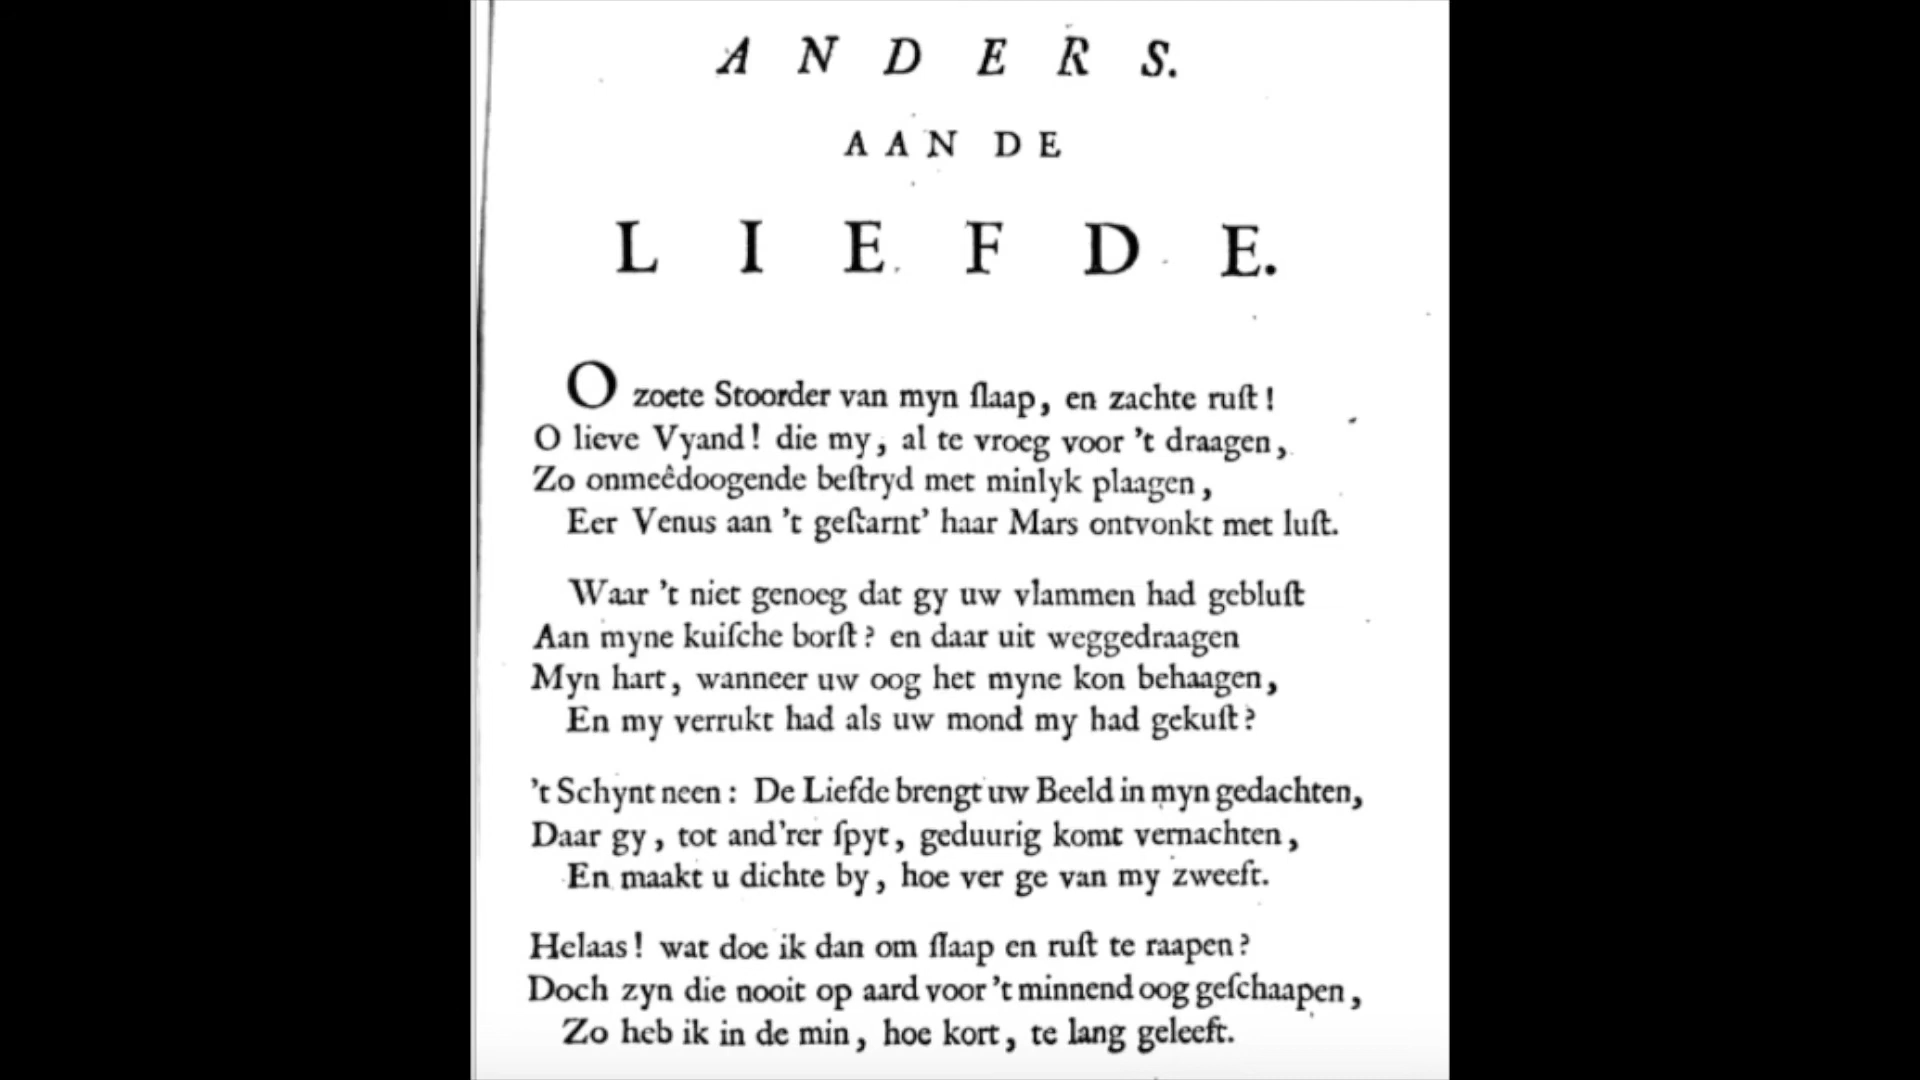 ANDERS.
AAN DE
LIEFDE.
O zoete Stoorder van myn ſlaap, en zachte ruſt!
O lieve Vyand! die my, al te vroeg voor 't draagen,
Zo onmeêdoogende beſtryd met minlyk plaagen,
Eer Venus aan 't geſtarnt' haar Mars ontvonkt met luſt.
Waar 't niet genoeg dat gy uw vlammen had gebluſt
Aan myne kuiſche borſt? en daar uit weggedraagen
Myn hart, wanneer uw oog het myne kon behaagen,
En my verrukt had als uw mond my had gekuſt?
't Schynt neen: De Liefde brengt uw Beeld in myn gedachten,
Daar gy, tot and'rer ſpyt, geduurig komt vernachten,
En maakt u dichte by, hoe ver ge van my zweeft.
Helaas! wat doe ik dan om ſlaap en ruſt te raapen?
Doch zyn die nooit op aard voor 't minnend oog geſchaapen,
Zo heb ik in de min, hoe kort, te lang geleeft.